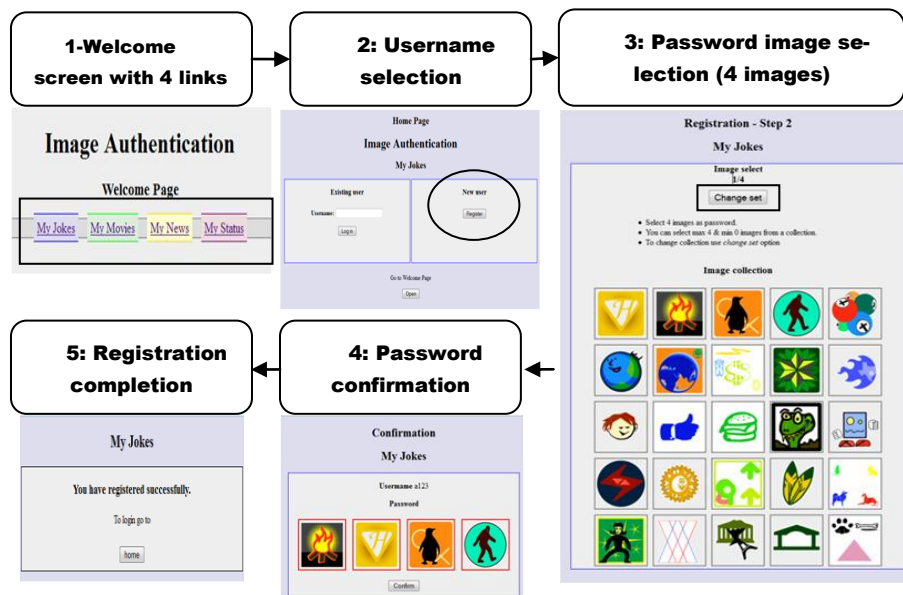 1-Welcome
screen with 4 links
2: Username
selection
3: Password image se-
lection (4 images)
Image Authentication
Welcome Page
My Jokes My Movies My News My Status
Home Page
Image Authentication
My Jokes
Existing user
Username:
Log in
New user
Register
Go to Welcome Page
Open
Registration - Step 2
My Jokes
Image select
1/4
Change set
Select 4 images as password.
You can select max 4 & min 0 images from a collection.
To change collection use change set option
Image collection
4: Password
confirmation
5: Registration
completion
Confirmation
My Jokes
Username a123
Password
Confirm
My Jokes
You have registered successfully.
To login go to
home